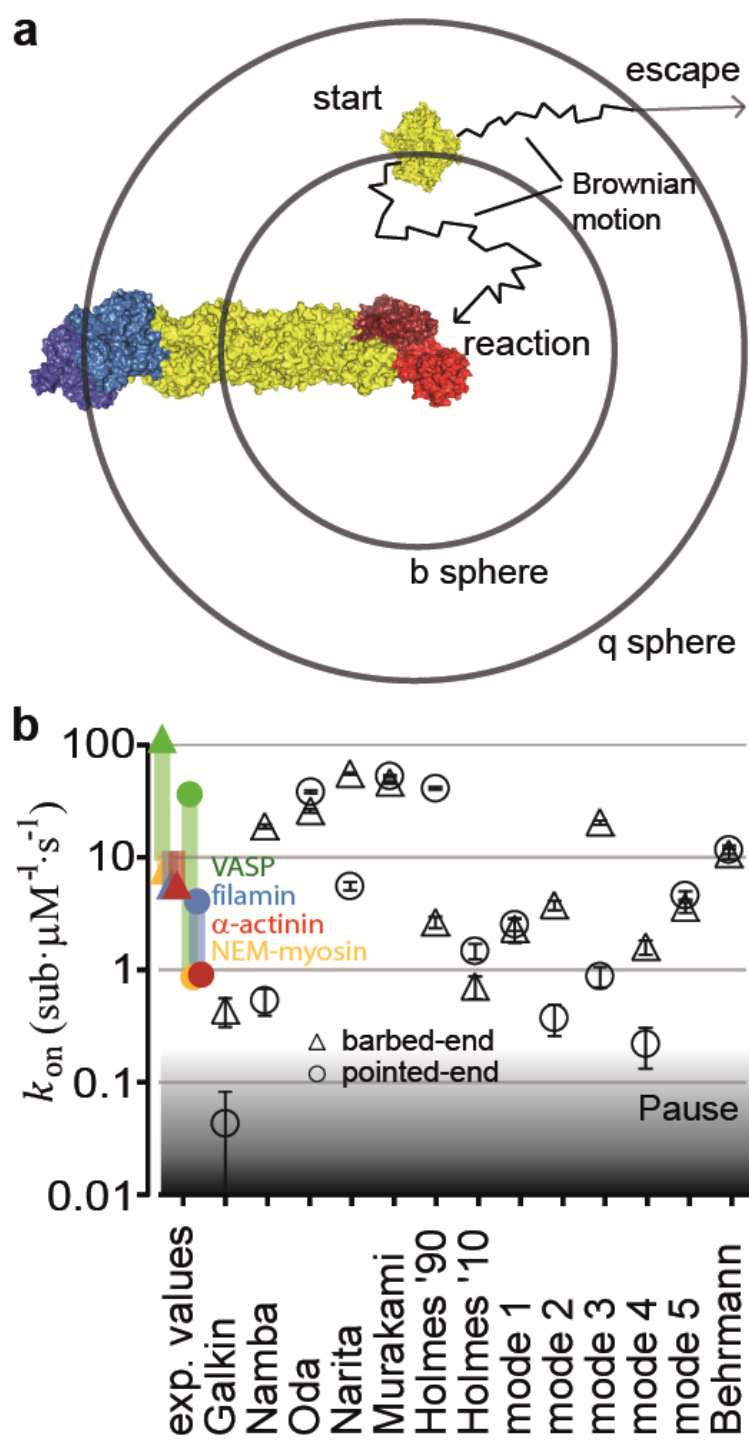 a
escape
start
Brownian
motion
reaction
b sphere
q sphere
b
k_on (sub·μM⁻¹·s⁻¹)
100
10
1
0.1
0.01
VASP
filamin
α-actinin
NEM-myosin
△ barbed-end
○ pointed-end
Pause
exp. values
Galkin
Namba
Oda
Narita
Murakami
Holmes '90
Holmes '10
mode 1
mode 2
mode 3
mode 4
mode 5
Behrmann